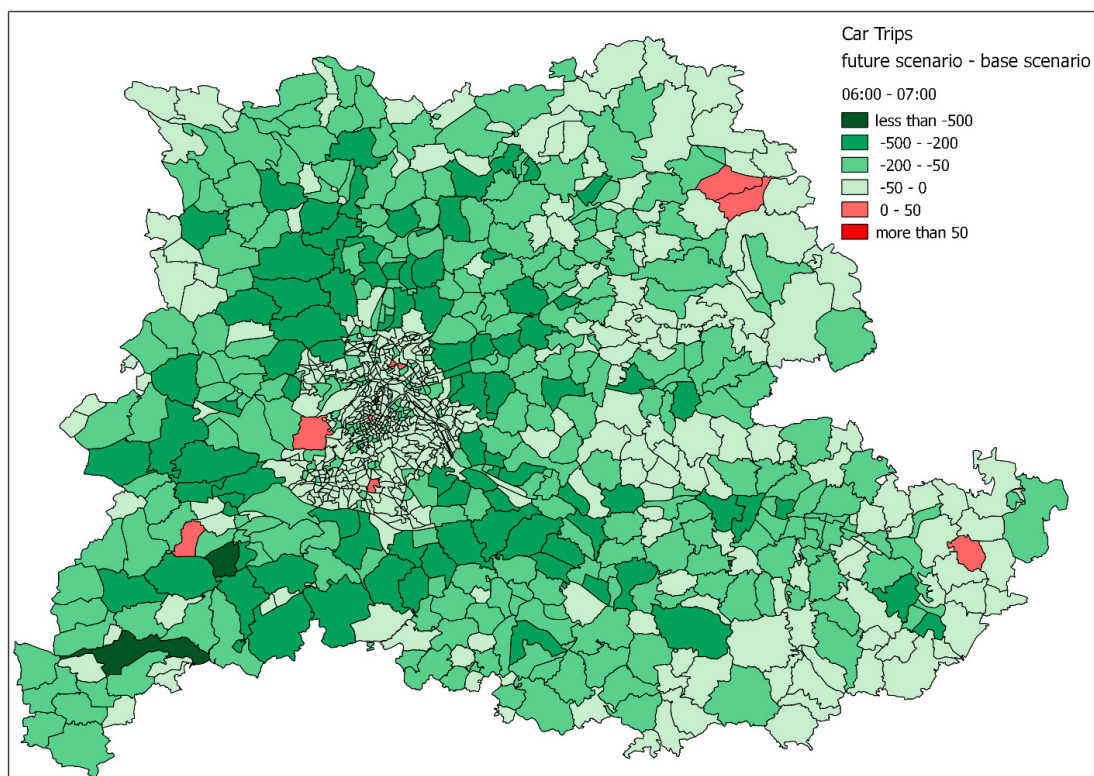 Car Trips
future scenario - base scenario
06:00 - 07:00
less than -500
-500 - -200
-200 - -50
-50 - 0
0 - 50
more than 50